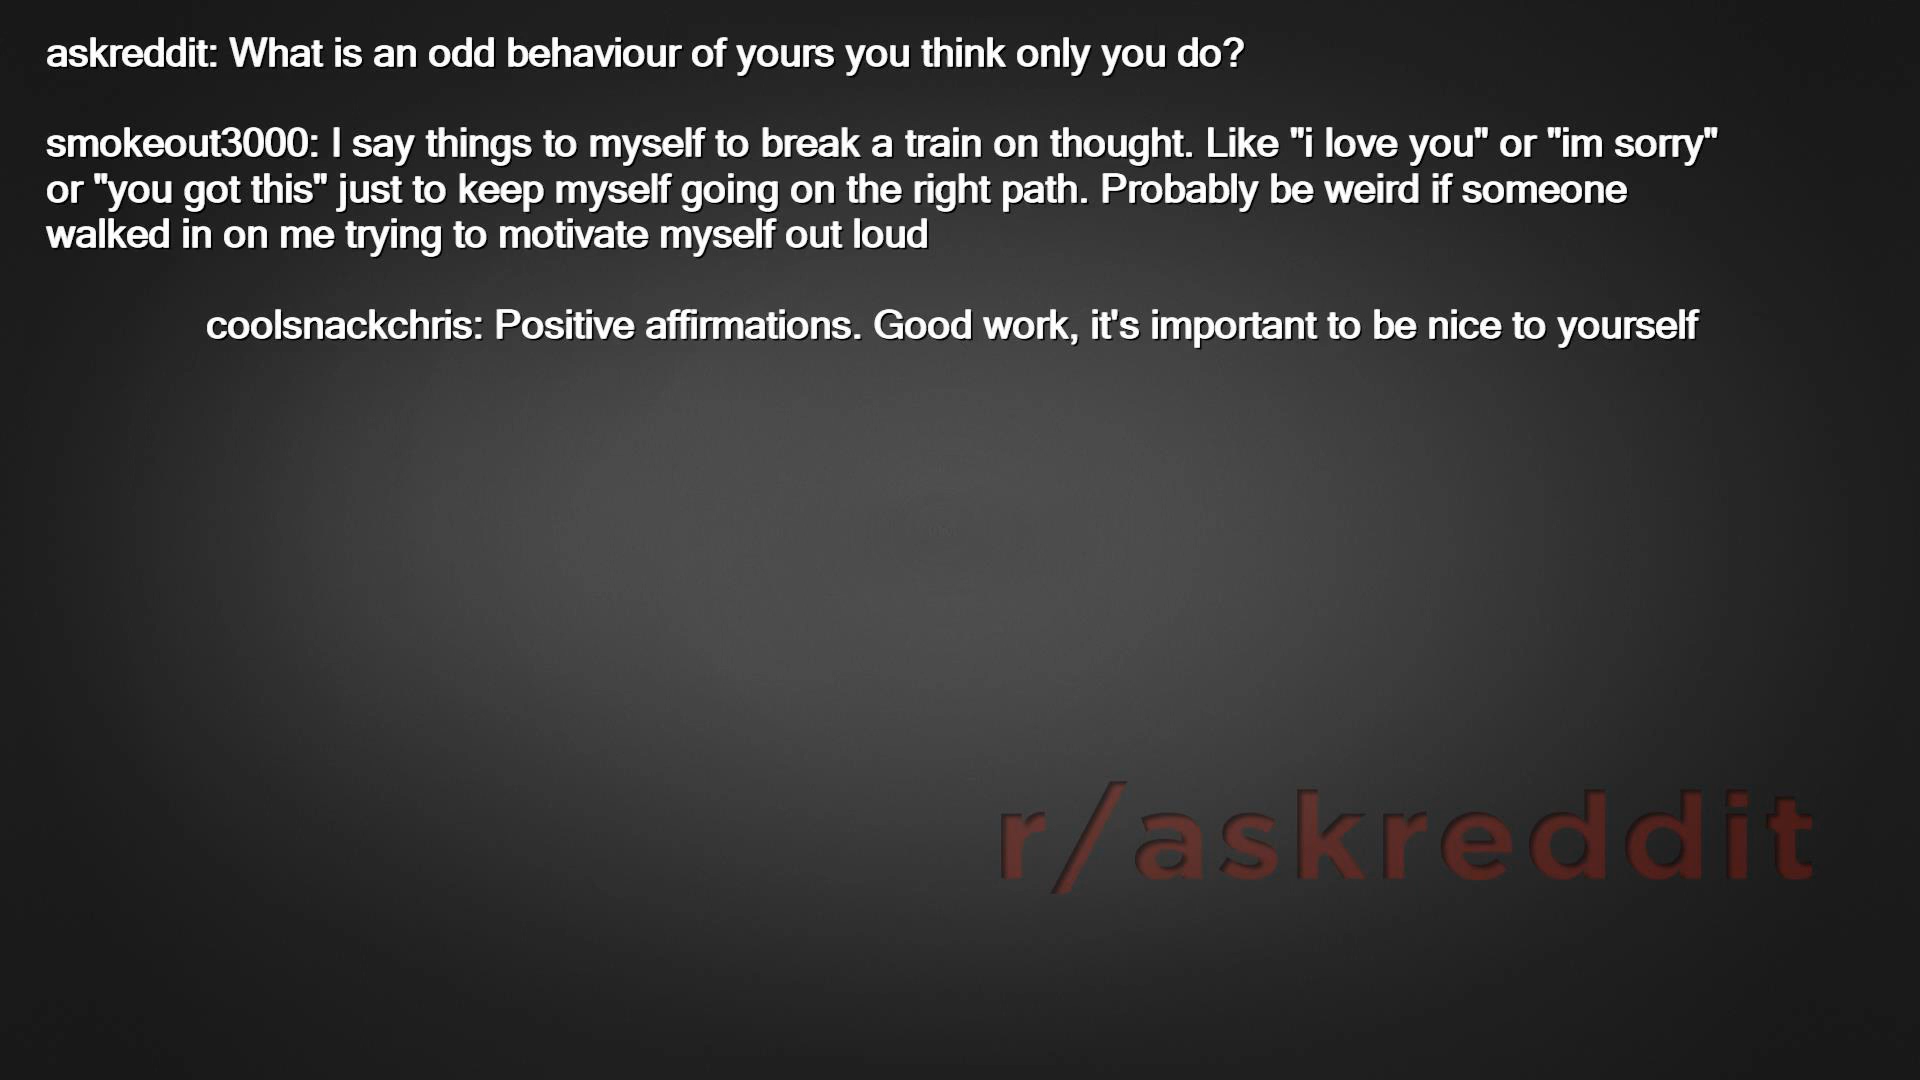 askreddit: What is an odd behaviour of yours you think only you do?
smokeout3000: I say things to myself to break a train on thought. Like "i love you" or "im sorry"
or "you got this" just to keep myself going on the right path. Probably be weird if someone
walked in on me trying to motivate myself out loud
coolsnackchris: Positive affirmations. Good work, it's important to be nice to yourself
r/askreddit